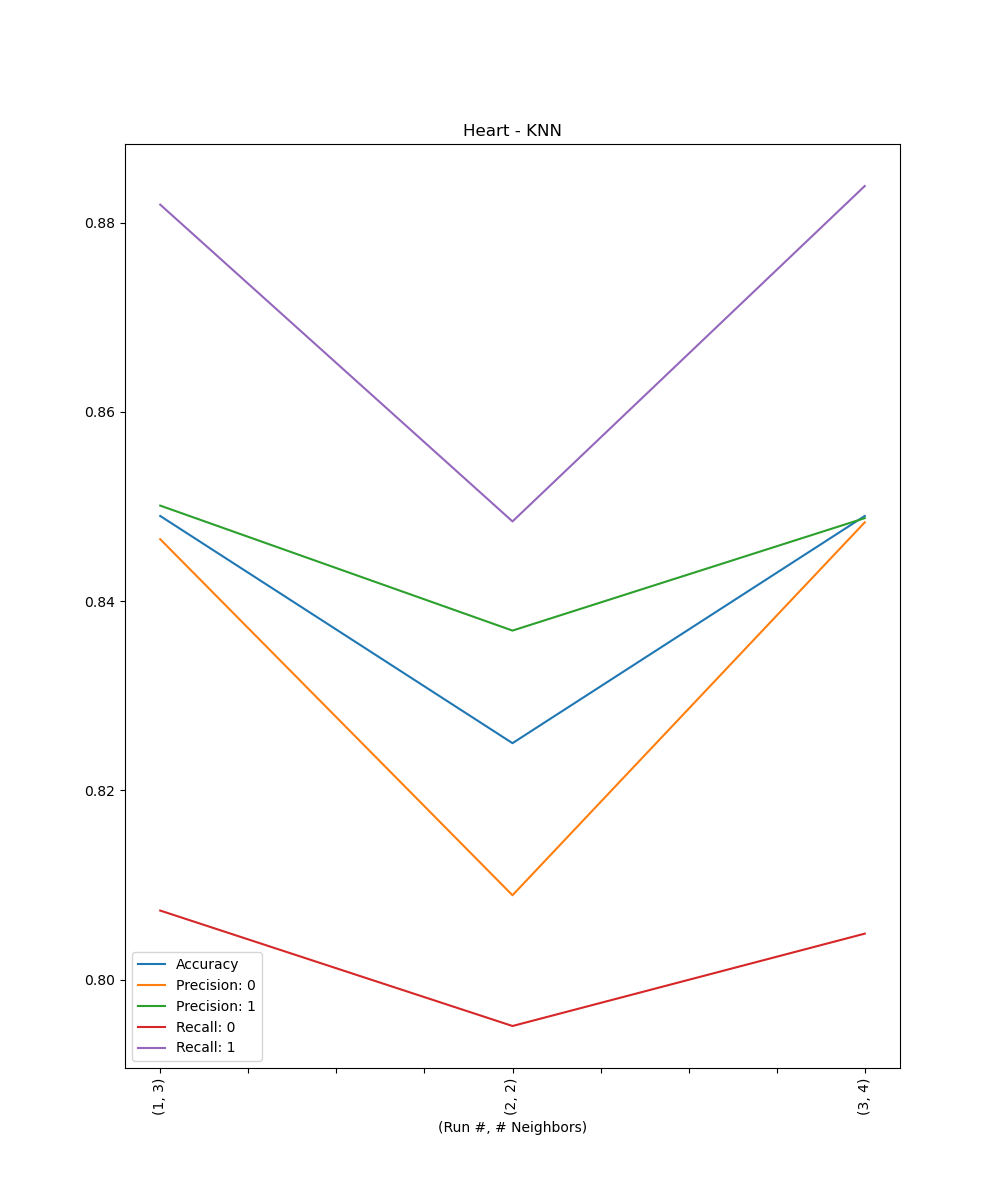 Heart - KNN
0.88
0.86
0.84
0.82
0.80
Accuracy
Precision: 0
Precision: 1
Recall: 0
Recall: 1
(1, 3)
(2, 2)
(3, 4)
(Run #, # Neighbors)